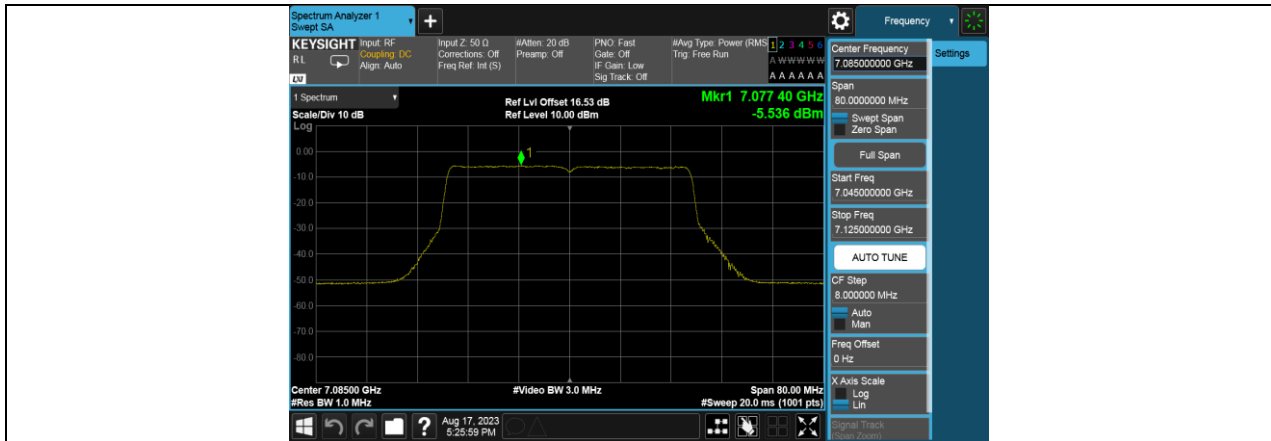 Spectrum Analyzer 1
Swept SA
+
Frequency
KEYSIGHT
RL
LXI
Input: RF
Coupling: DC
Align: Auto
Input Z: 50 Ω
Corrections: Off
Freq Ref: Int (S)
#Atten: 20 dB
Preamp: Off
PNO: Fast
Gate: Off
IF Gain: Low
Sig Track: Off
#Avg Type: Power (RMS
Trig: Free Run
1 2 3 4 5 6
A W W W W W
A A A A A A
1 Spectrum
Scale/Div 10 dB
Ref Lvl Offset 16.53 dB
Ref Level 10.00 dBm
Mkr1 7.077 40 GHz
-5.536 dBm
Log
1
0.00
-10.0
-20.0
-30.0
-40.0
-50.0
-60.0
-70.0
-80.0
Center 7.08500 GHz
#Res BW 1.0 MHz
#Video BW 3.0 MHz
Span 80.00 MHz
#Sweep 20.0 ms (1001 pts)
Center Frequency
7.085000000 GHz
Settings
Span
80.0000000 MHz
Swept Span
Zero Span
Full Span
Start Freq
7.045000000 GHz
Stop Freq
7.125000000 GHz
AUTO TUNE
CF Step
8.000000 MHz
Auto
Man
Freq Offset
0 Hz
X Axis Scale
Log
Lin
Signal Track
(Span Zoom)
?
Aug 17, 2023
5:25:59 PM